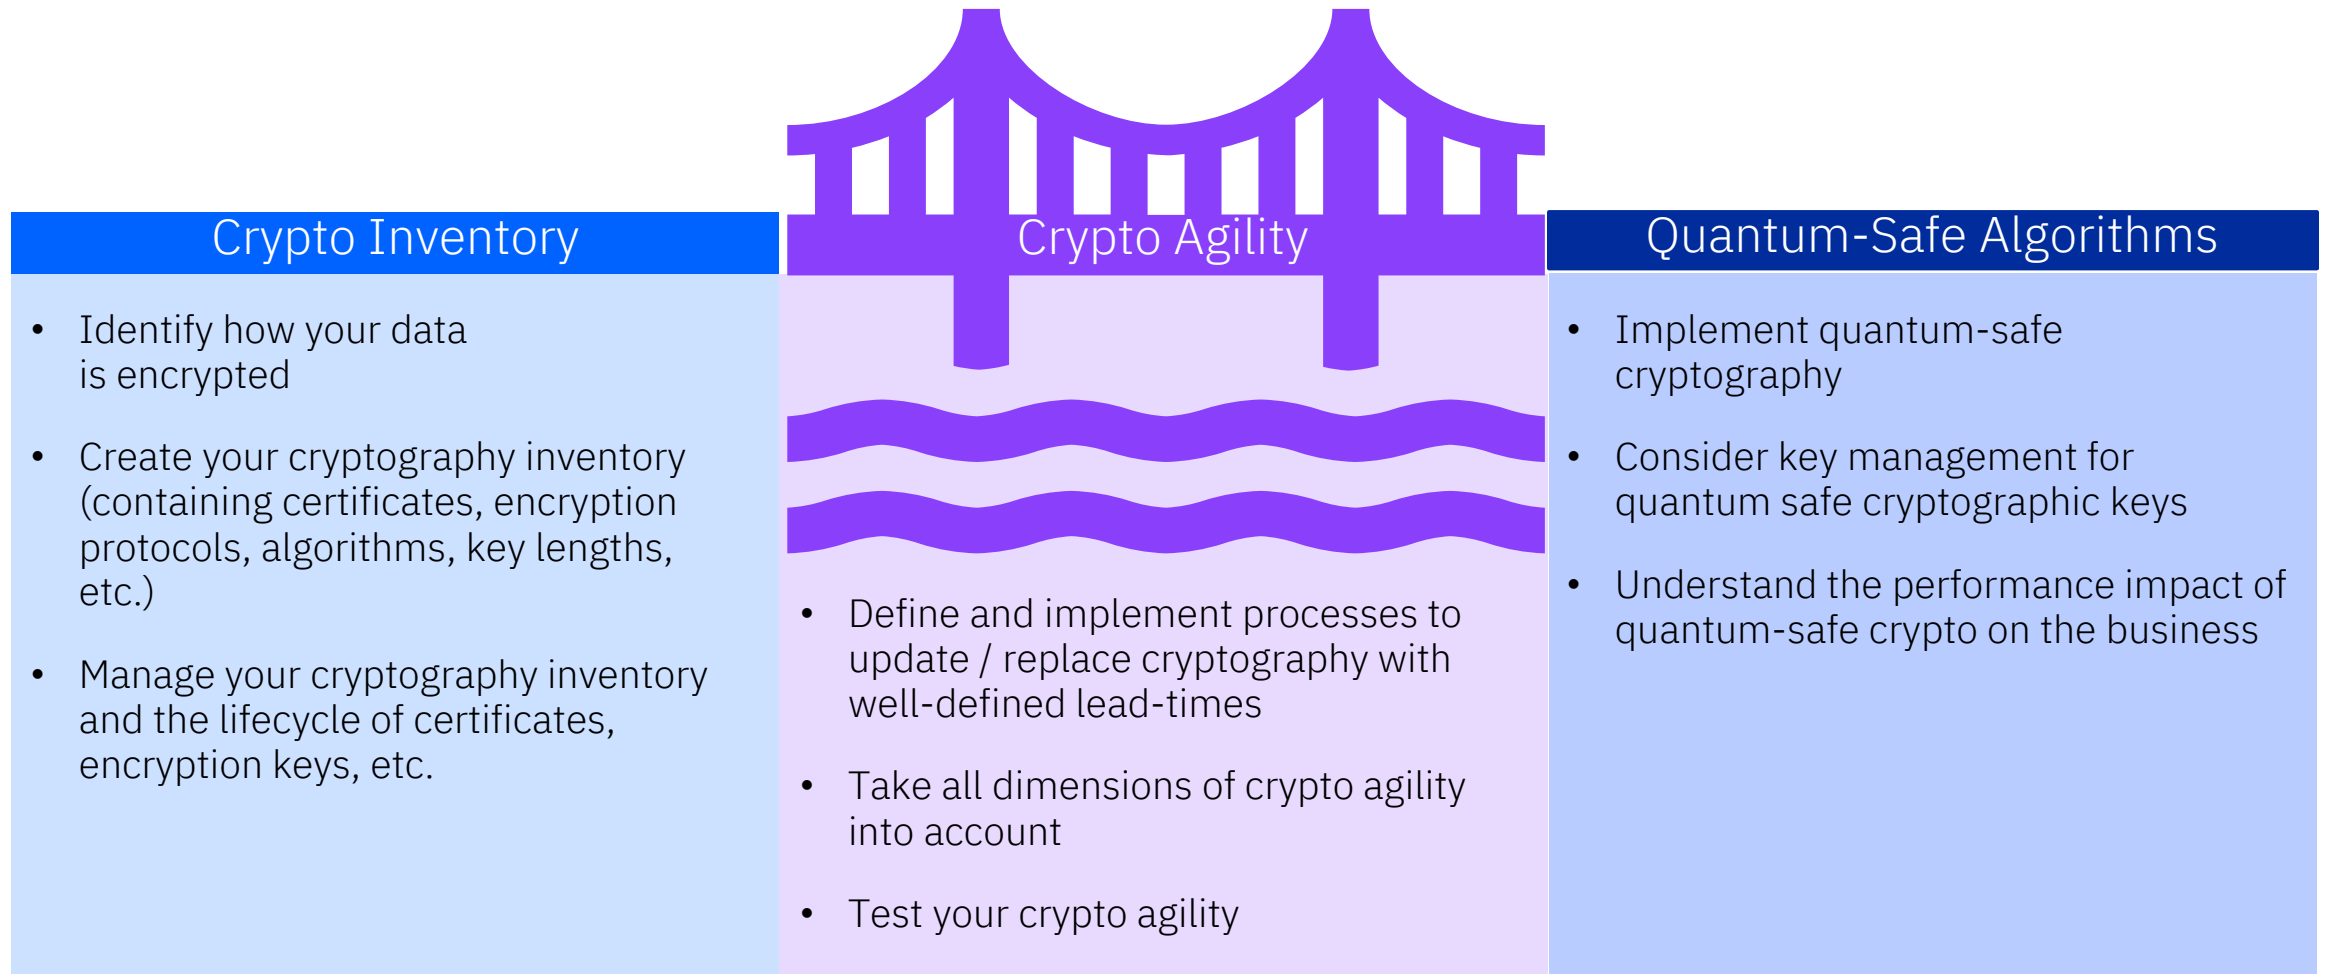 Crypto Inventory
• Identify how your data
is encrypted
• Create your cryptography inventory
(containing certificates, encryption
protocols, algorithms, key lengths,
etc.)
• Manage your cryptography inventory
and the lifecycle of certificates,
encryption keys, etc.
Crypto Agility
• Define and implement processes to
update / replace cryptography with
well-defined lead-times
• Take all dimensions of crypto agility
into account
• Test your crypto agility
Quantum-Safe Algorithms
• Implement quantum-safe
cryptography
• Consider key management for
quantum safe cryptographic keys
• Understand the performance impact of
quantum-safe crypto on the business